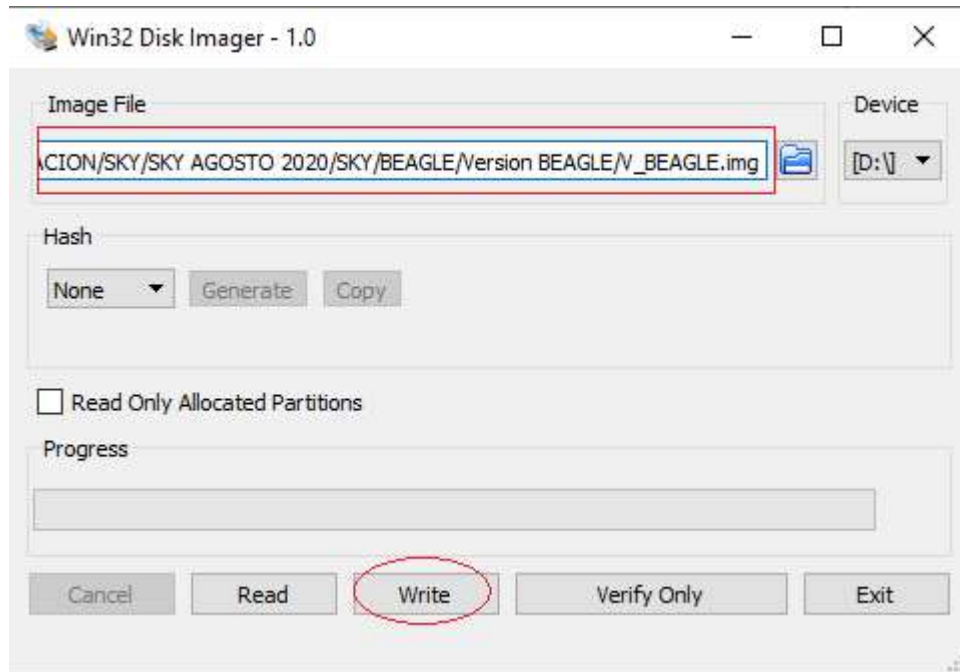 Win32 Disk Imager - 1.0
Image File
Device
ACION/SKY/SKY AGOSTO 2020/SKY/BEAGLE/Version BEAGLE/V_BEAGLE.img
[D:\]
Hash
None
Generate
Copy
Read Only Allocated Partitions
Progress
Cancel
Read
Write
Verify Only
Exit